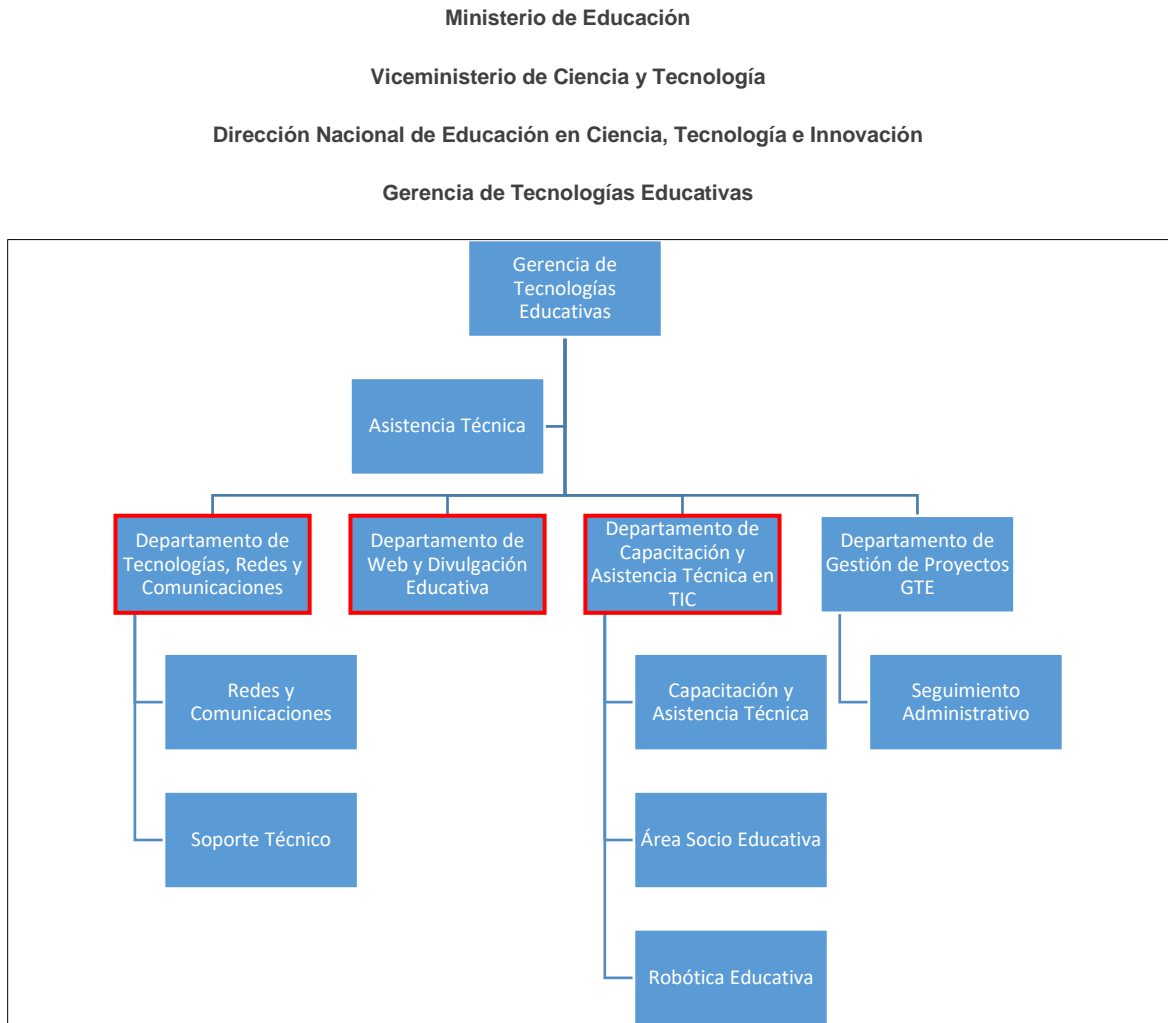 Ministerio de Educación
Viceministerio de Ciencia y Tecnología
Dirección Nacional de Educación en Ciencia, Tecnología e Innovación
Gerencia de Tecnologías Educativas
Gerencia de
Tecnologías
Educativas
Asistencia Técnica
Departamento de
Tecnologías, Redes y
Comunicaciones
Departamento de
Web y Divulgación
Educativa
Departamento de
Capacitación y
Asistencia Técnica en
TIC
Departamento de
Gestión de Proyectos
GTE
Redes y
Comunicaciones
Capacitación y
Asistencia Técnica
Seguimiento
Administrativo
Soporte Técnico
Área Socio Educativa
Robótica Educativa